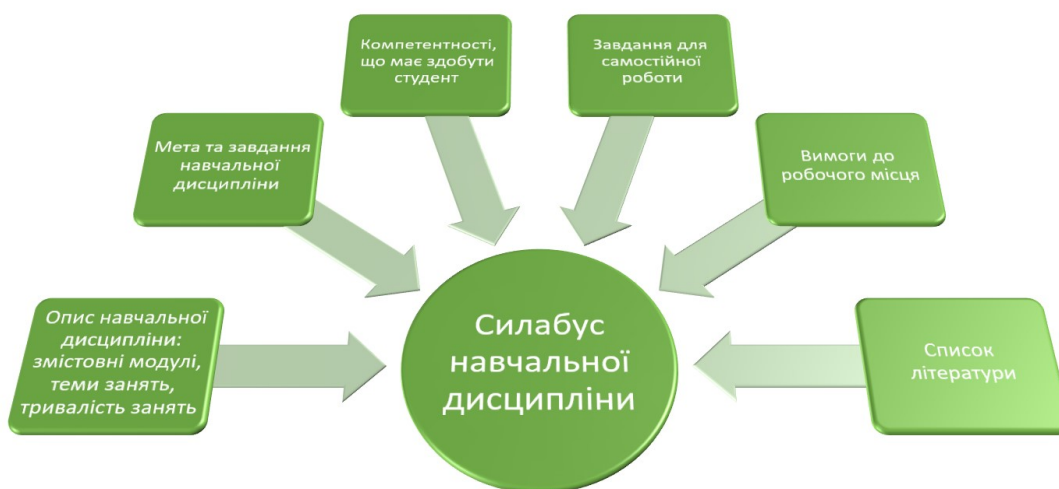 Компетентності,
що має здобути
студент
Завдання для
самостійної
роботи
Мета та завдання
навчальної
дисципліни
Вимоги до
робочого місця
Опис навчальної
дисципліни:
змістовні модулі,
теми занять,
тривалість занять
Силабус
навчальної
дисципліни
Список
літератури